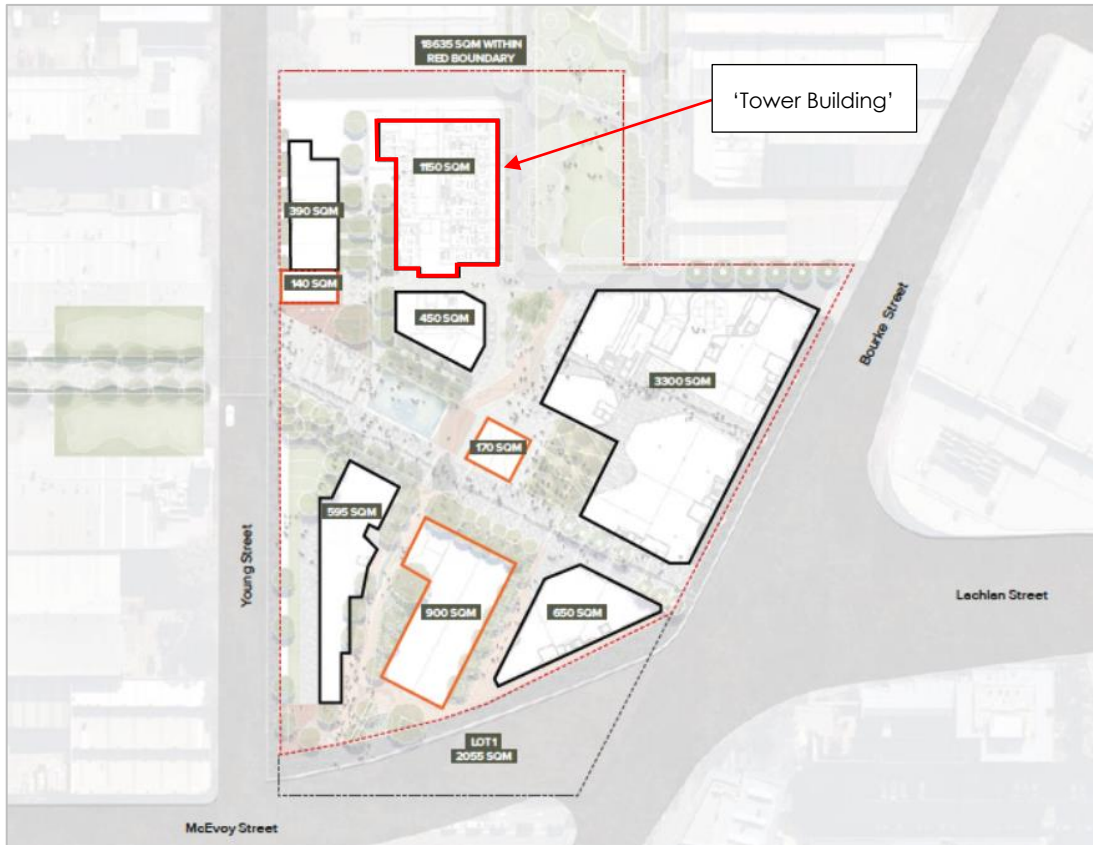 18635 SQM WITHIN
RED BOUNDARY
'Tower Building'
1150 SQM
390 SQM
140 SQM
450 SQM
Bourke Street
3300 SQM
170 SQM
595 SQM
Young Street
900 SQM
650 SQM
Lachlan Street
LOT 1
2055 SQM
McEvoy Street